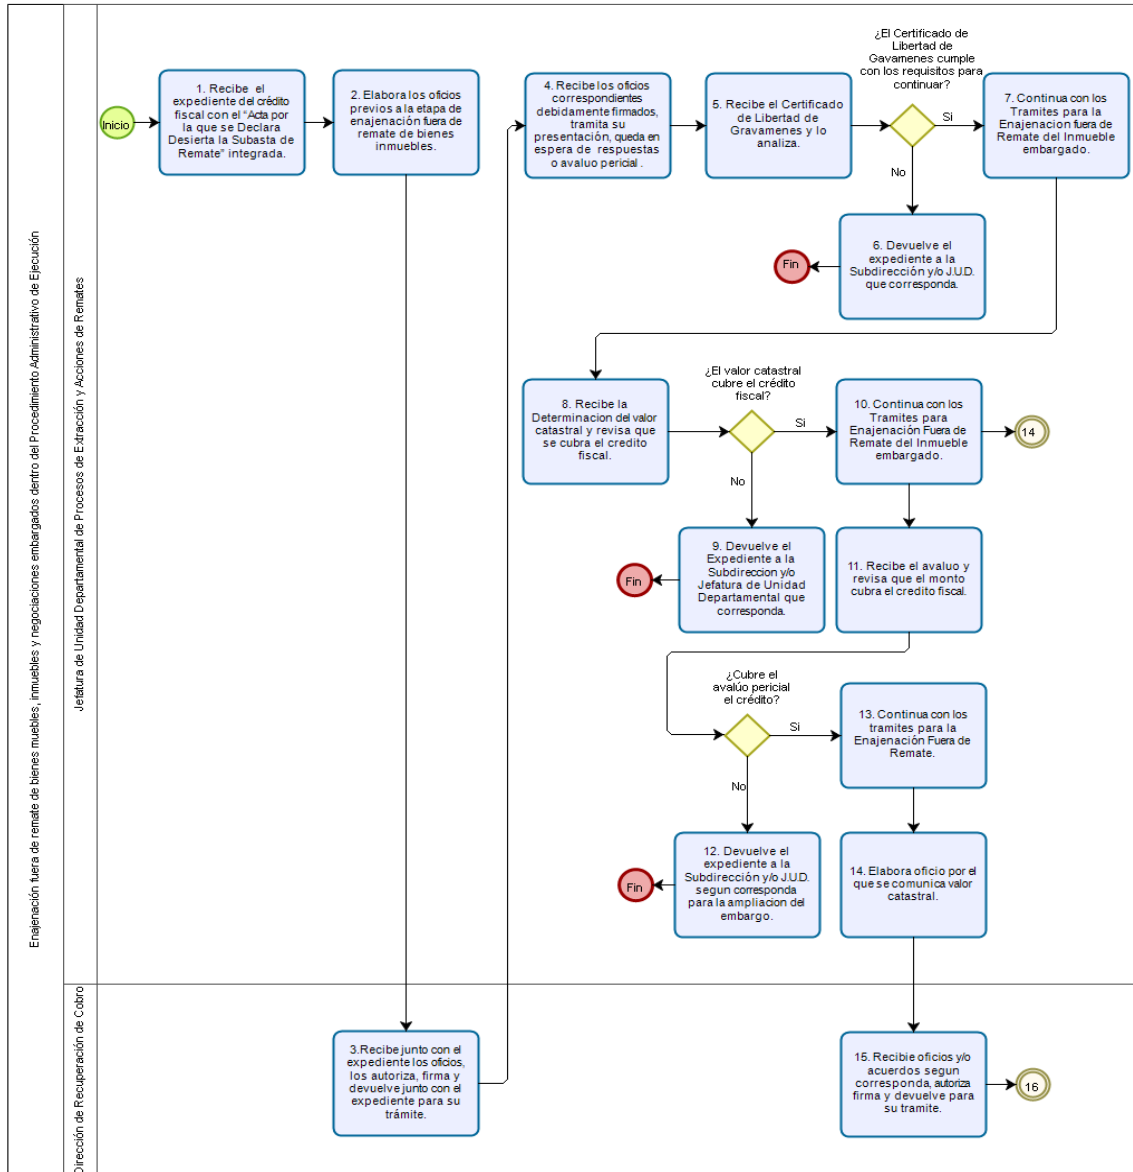 Enajenación fuera de remate de bienes muebles, inmuebles y negociaciones embargados dentro del Procedimiento Administrativo de Ejecución
Jefatura de Unidad Departamental de Procesos de Extracción y Acciones de Remates
Inicio
1. Recibe el
expediente del crédito
fiscal con el "Acta por
la que se Declara
Desierta la Subasta de
Remate" integrada.
2. Elabora los oficios
previos a la etapa de
enajenación fuera de
remate de bienes
inmuebles.
4. Recibe los oficios
correspondientes
debidamente firmados,
tramita su
presentación, queda en
espera de respuestas
o avaluo pericial .
5. Recibe el Certificado
de Libertad de
Gravamenes y lo
analiza.
¿El Certificado de
Libertad de
Gavamenes cumple
con los requisitos para
continuar?
Si
No
7. Continua con los
Tramites para la
Enajenacion fuera de
Remate del Inmueble
embargado.
6. Devuelve el
expediente a la
Subdirección y/o J.U.D.
que corresponda.
Fin
8. Recibe la
Determinacion del valor
catastral y revisa que
se cubra el credito
fiscal.
¿El valor catastral
cubre el crédito
fiscal?
Si
No
10. Continua con los
Tramites para
Enajenación Fuera de
Remate del Inmueble
embargado.
14
9. Devuelve el
Expediente a la
Subdireccion y/o
Jefatura de Unidad
Departamental que
corresponda.
Fin
11. Recibe el avaluo y
revisa que el monto
cubra el credito fiscal.
¿Cubre el
avalúo pericial
el crédito?
Si
No
13. Continua con los
tramites para la
Enajenación Fuera de
Remate.
12. Devuelve el
expediente a la
Subdirección y/o J.U.D.
segun corresponda
para la ampliacion del
embargo.
Fin
14. Elabora oficio por el
que se comunica valor
catastral.
Dirección de Recuperación de Cobro
3.Recibe junto con el
expediente los oficios,
los autoriza, firma y
devuelve junto con el
expediente para su
trámite.
15. Recibie oficios y/o
acuerdos segun
corresponda, autoriza
firma y devuelve para
su tramite.
16